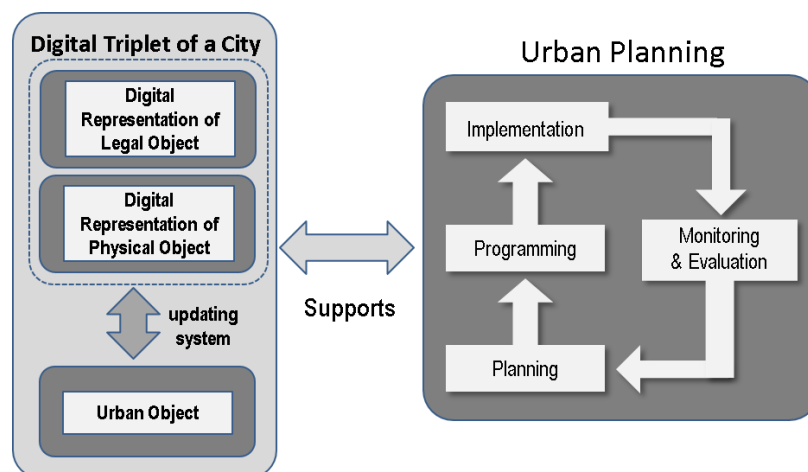 Digital Triplet of a City
Digital
Representation of
Legal Object
Digital
Representation of
Physical Object
updating
system
Urban Object
Supports
Urban Planning
Implementation
Programming
Planning
Monitoring
& Evaluation